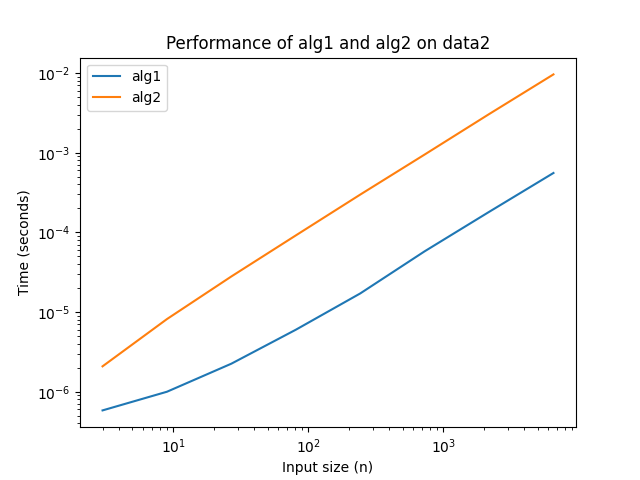 Performance of alg1 and alg2 on data2
alg1
alg2
10⁻²
10⁻³
10⁻⁴
10⁻⁵
10⁻⁶
Time (seconds)
10¹ 10² 10³
Input size (n)